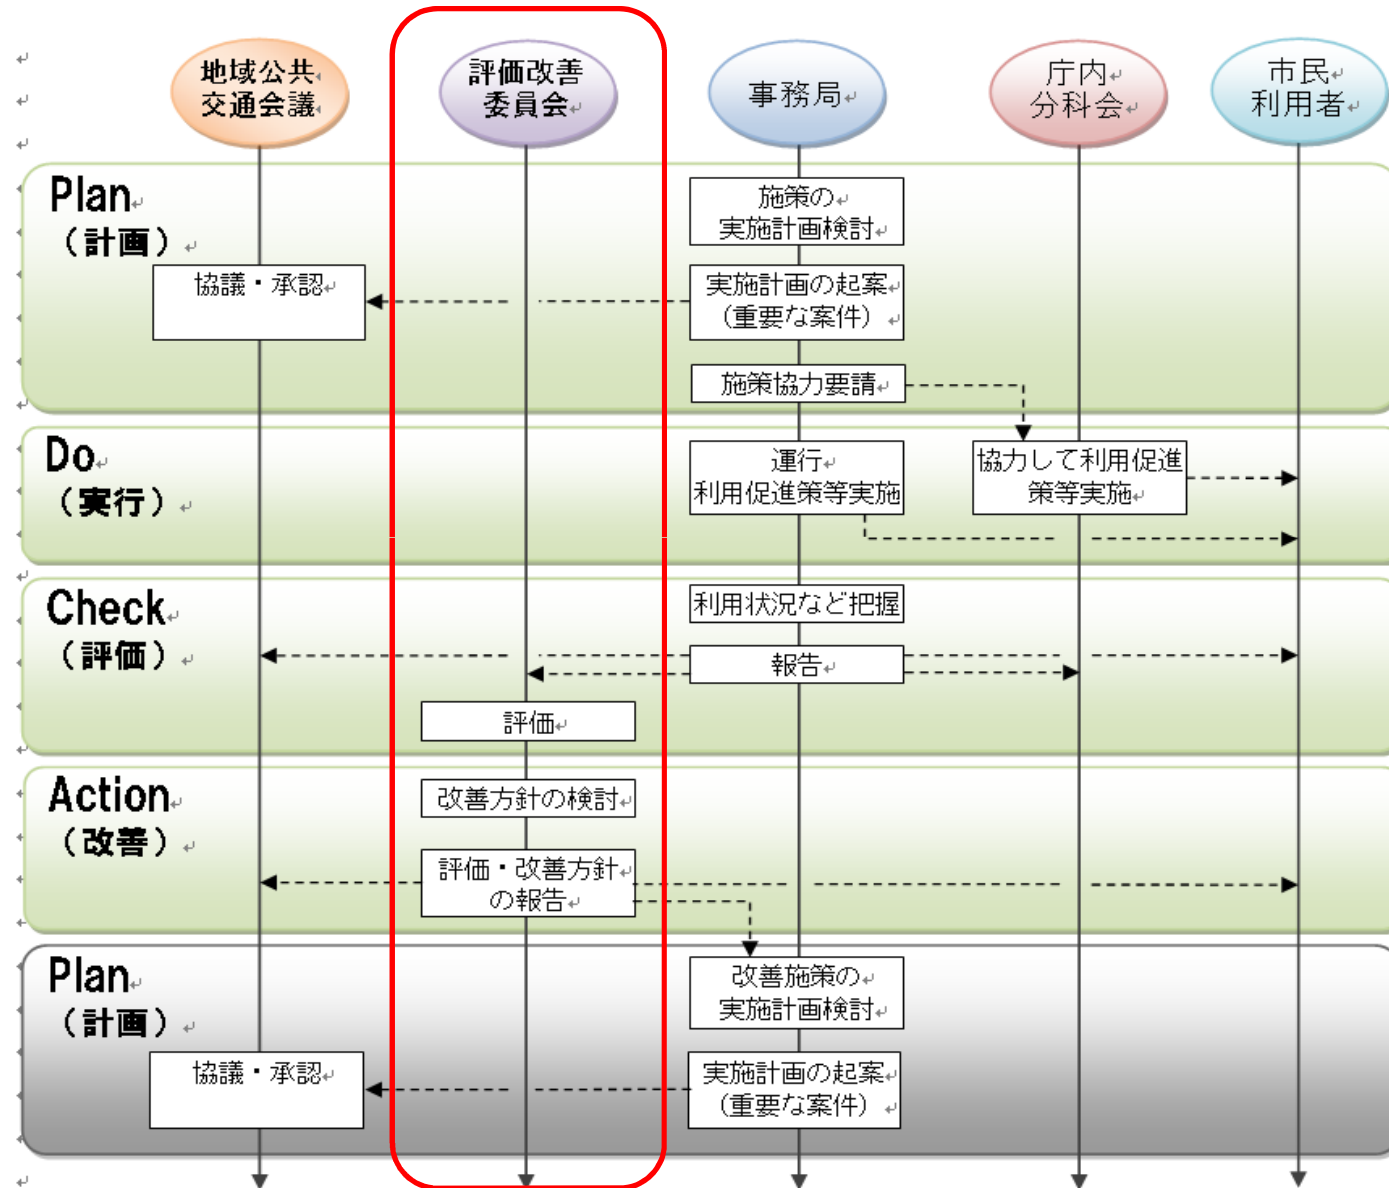 地域公共
交通会議
評価改善
委員会
事務局
庁内
分科会
市民
利用者
Plan
（計画）
施策の
実施計画検討
協議・承認
実施計画の起案
（重要な案件）
施策協力要請
Do
（実行）
運行
利用促進策等実施
協力して利用促進
策等実施
Check
（評価）
利用状況など把握
報告
評価
Action
（改善）
改善方針の検討
評価・改善方針
の報告
Plan
（計画）
改善施策の
実施計画検討
協議・承認
実施計画の起案
（重要な案件）